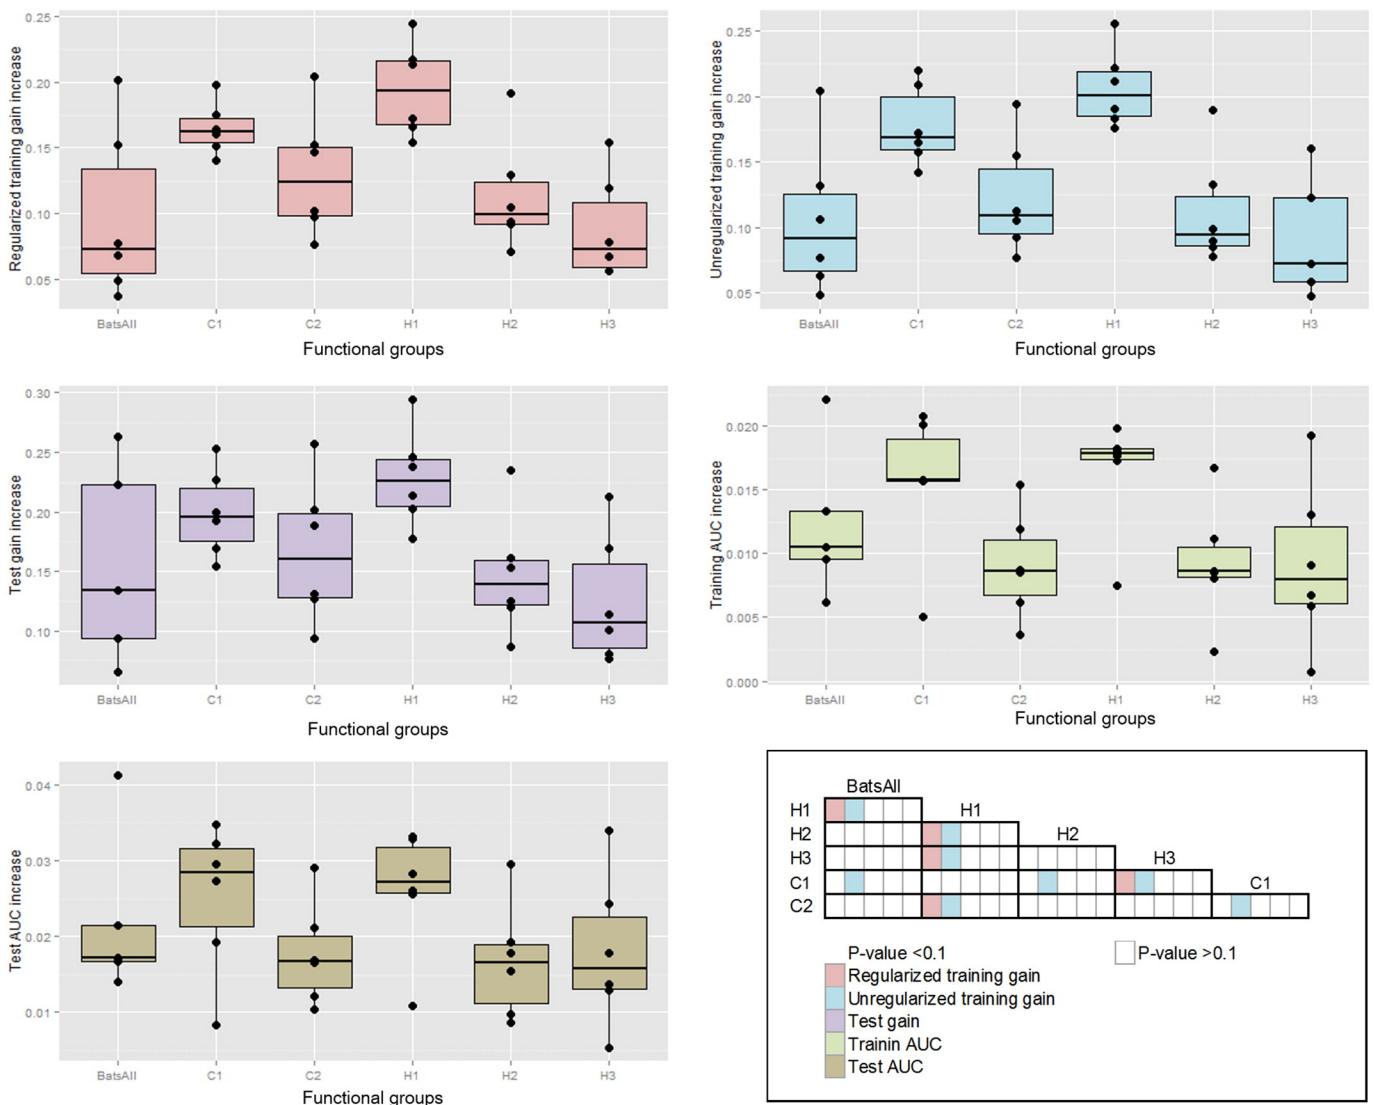 Regularized training gain increase
0.25
0.20
0.15
0.10
0.05
BatsAll C1 C2 H1 H2 H3
Functional groups
Unregularized training gain increase
0.25
0.20
0.15
0.10
0.05
BatsAll C1 C2 H1 H2 H3
Functional groups
Test gain increase
0.30
0.25
0.20
0.15
0.10
BatsAll C1 C2 H1 H2 H3
Functional groups
Training AUC increase
0.020
0.015
0.010
0.005
0.000
BatsAll C1 C2 H1 H2 H3
Functional groups
Test AUC increase
0.04
0.03
0.02
0.01
BatsAll C1 C2 H1 H2 H3
Functional groups
BatsAll
H1 H1
H2 H2
H3 H3
C1 C1
C2
P-value <0.1 P-value >0.1
Regularized training gain
Unregularized training gain
Test gain
Trainin AUC
Test AUC